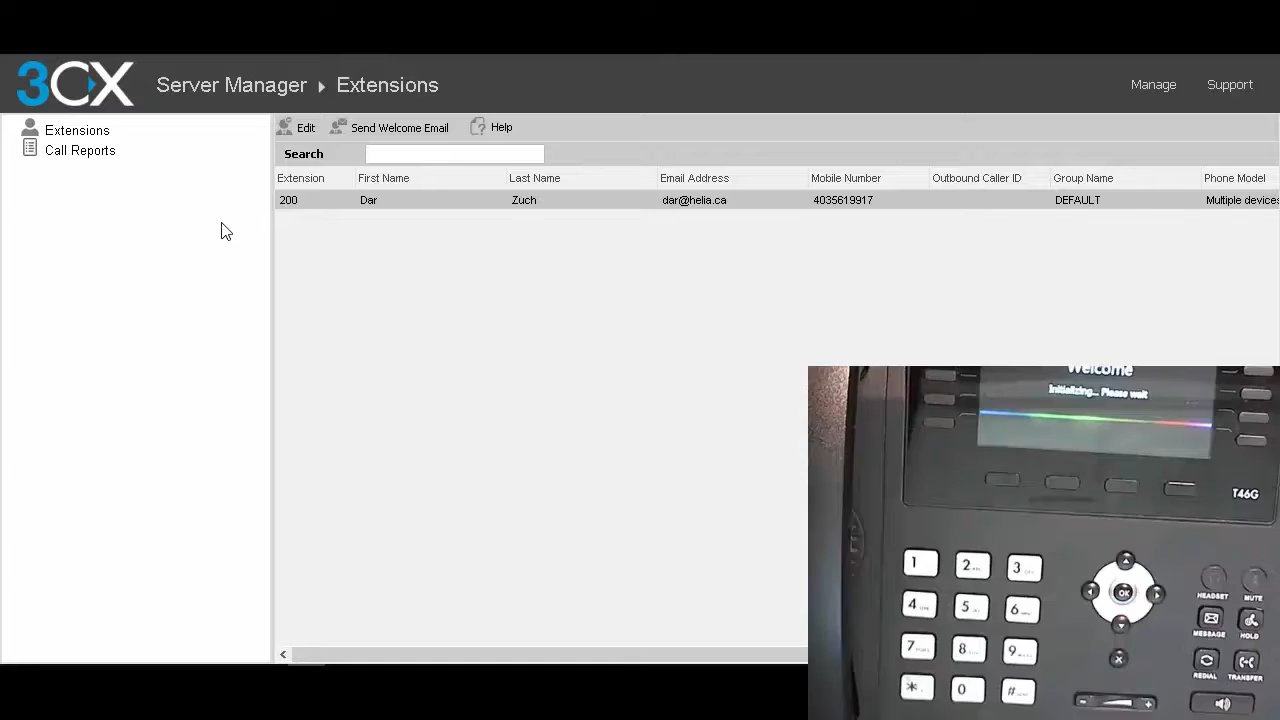 3CX Server Manager ▸ Extensions Manage Support
Extensions
Call Reports
Edit Send Welcome Email Help
Search
Extension First Name Last Name Email Address Mobile Number Outbound Caller ID Group Name Phone Model
200 Dar Zuch dar@helia.ca 4035619917 DEFAULT Multiple devices
Welcome
Initializing... Please wait
T46G
1 2 3
4 5 6
7 8 9
* 0 #
OK
HEADSET MUTE
MESSAGE HOLD
REDIAL TRANSFER
- +